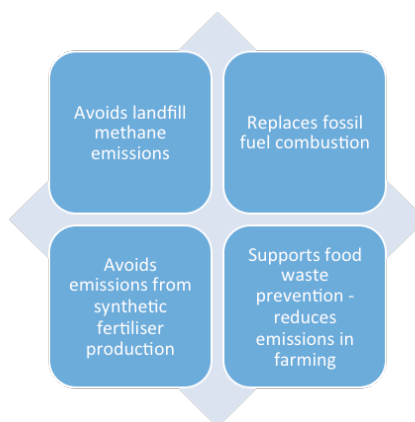 Avoids landfill
methane
emissions
Replaces fossil
fuel combustion
Avoids
emissions from
synthetic
fertiliser
production
Supports food
waste
prevention -
reduces
emissions in
farming